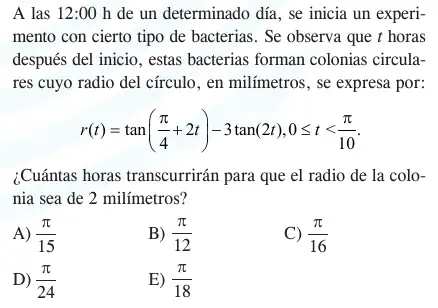 A las 12:00 h de un determinado día, se inicia un experi-
mento con cierto tipo de bacterias. Se observa que t horas
después del inicio, estas bacterias forman colonias circula-
res cuyo radio del círculo, en milímetros, se expresa por:
r(t) = tan(π/4 + 2t) − 3 tan(2t), 0 ≤ t < π/10.
¿Cuántas horas transcurrirán para que el radio de la colo-
nia sea de 2 milímetros?
A) π/15 B) π/12 C) π/16
D) π/24 E) π/18